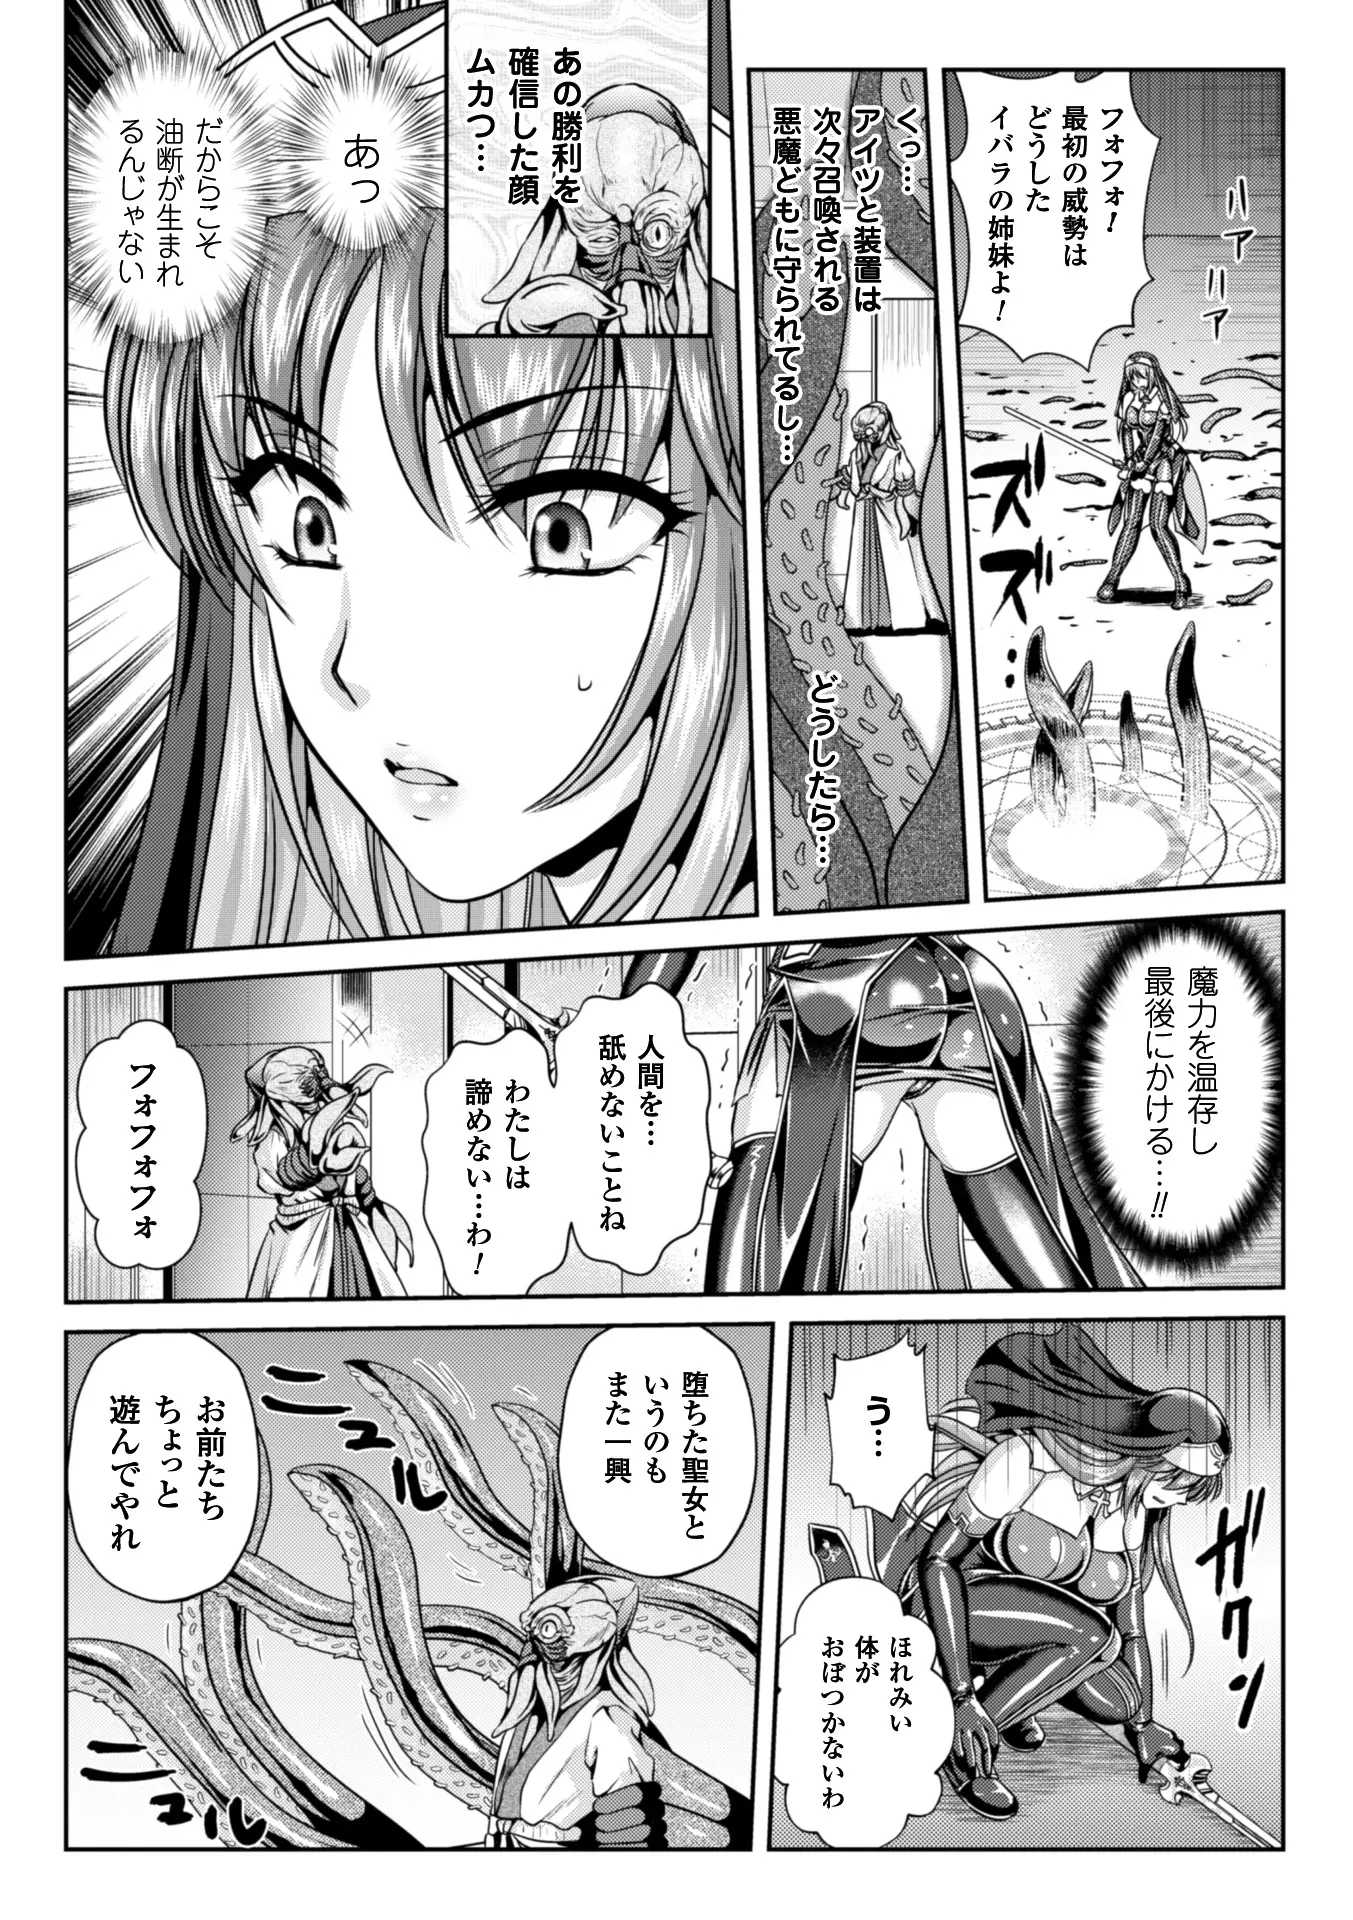 フォフォ！
最初の威勢は
どうした
イバラの姉妹よ！
ハァ
ハァ
ズ
ズ
くっ…
アイツと装置は
次々召喚される
悪魔どもに守られてるし…
どうしたら…
あの勝利を
確信した顔
ムカつ…
あっ
だからこそ
油断が生まれ
るんじゃない
魔力を温存し
最後にかける…!!
人間を…
舐めないことね
わたしは
諦めない…わ！
フォフォフォ
う…
ガクン
ほれみい
体が
おぼつかないわ
堕ちた聖女と
いうのも
また一興
お前たち
ちょっと
遊んでやれ
ニュル
ニュル